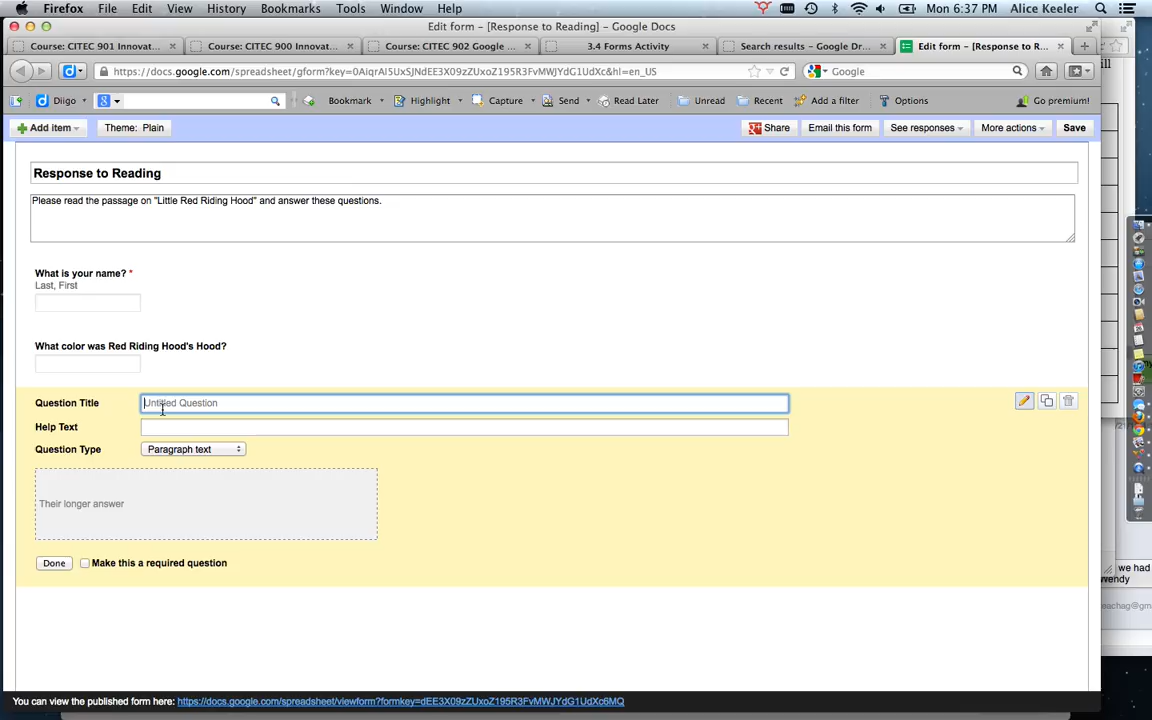 Firefox File Edit View History Bookmarks Tools Window Help Mon 6:37 PM Alice Keeler
Edit form - [Response to Reading] - Google Docs
Course: CITEC 901 Innovat... Course: CITEC 900 Innovat... Course: CITEC 902 Google ... 3.4 Forms Activity Search results - Google Dr... Edit form - [Response to R...
ill
https://docs.google.com/spreadsheet/gform?key=0AiqrAI5UxSJNdEE3X09zZUxoZ195R3FvMWJYdG1UdXc&hl=en_US Google
Diigo Bookmark Highlight Capture Send Read Later Unread Recent Add a filter Options Go premium!
Add item Theme: Plain Share Email this form See responses More actions Save
Response to Reading
Please read the passage on "Little Red Riding Hood" and answer these questions.
What is your name? *
Last, First
What color was Red Riding Hood's Hood?
Question Title Untitled Question
Help Text
Question Type Paragraph text
Their longer answer
Done Make this a required question
we had
wendy
eachag@gm
You can view the published form here: https://docs.google.com/spreadsheet/viewform?formkey=dEE3X09zZUxoZ195R3FvMWJYdG1UdXc6MQ